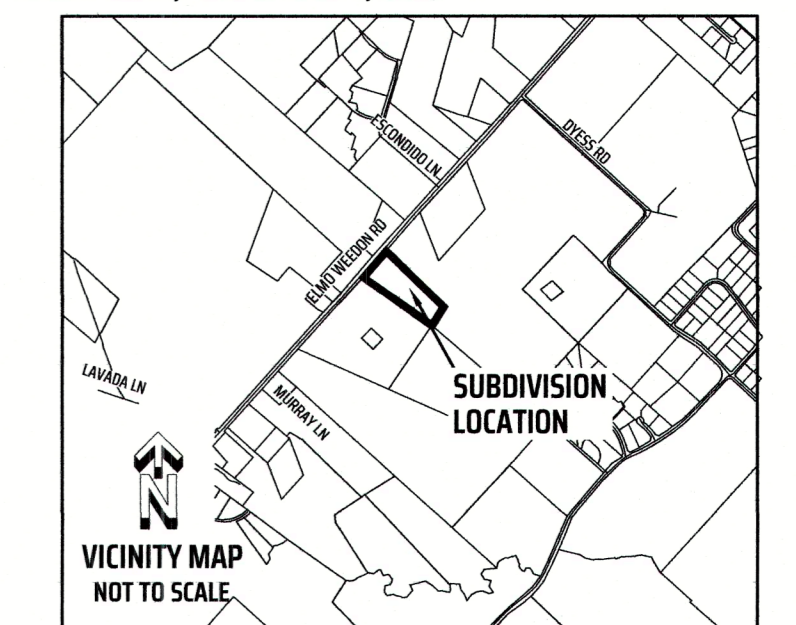 ESCONDIDO LN
DYESS RD
ELMO WEEDON RD
LAVADA LN
SUBDIVISION
LOCATION
MURRAY LN
N
VICINITY MAP
NOT TO SCALE